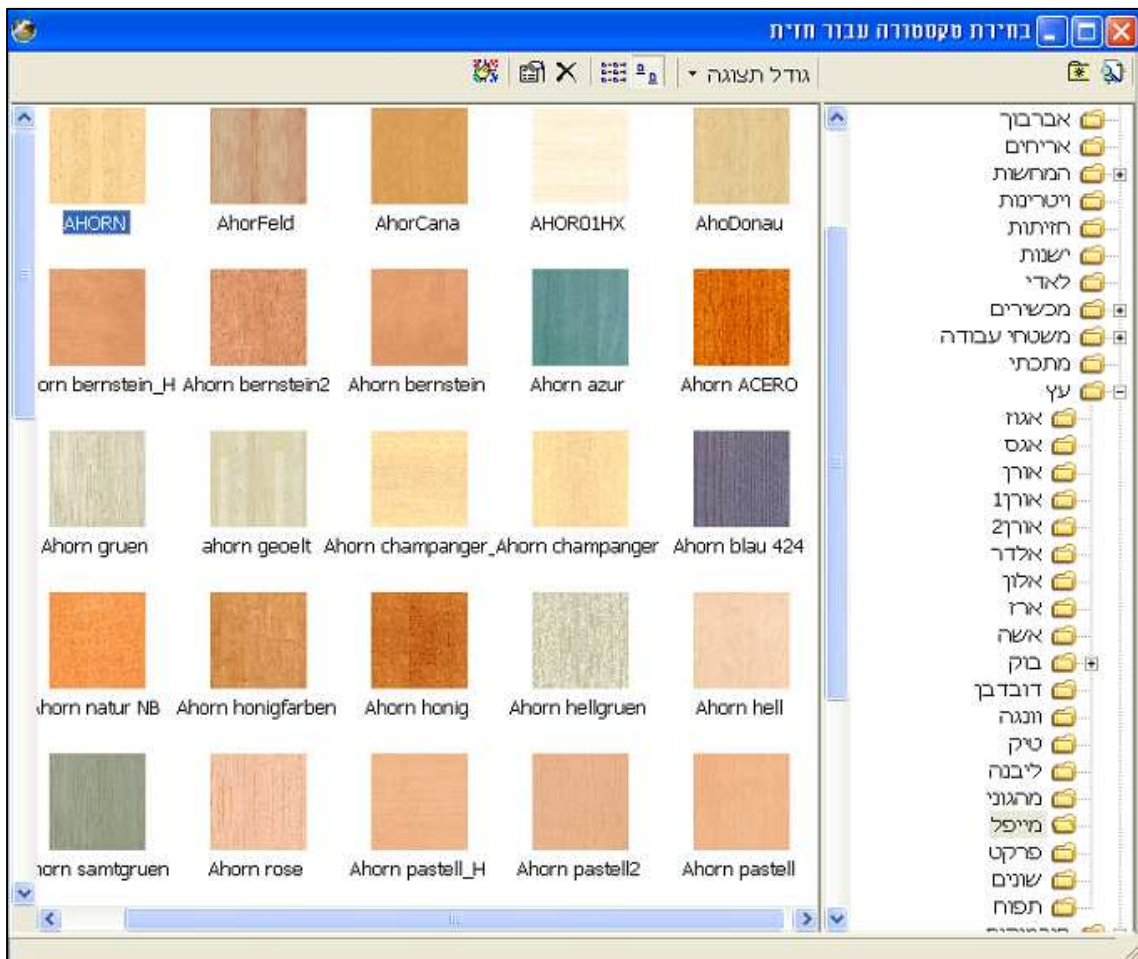 בחירת טקסטורה עבור חזית
גודל תצוגה
אברבוך
אריחים
המחשות
ויטרינות
חזיתות
ישנות
לאדי
מכשירים
משטחי עבודה
מתכתי
עץ
אגוז
אגס
אורן
אורן1
אורן2
אלדר
אלון
ארז
אשה
בוק
דובדבן
וונגה
טיק
ליבנה
מהגוני
מייפל
פרקט
שונים
תפוח
AhoDonau
AHOR01HX
AhorCana
AhorFeld
AHORN
Ahorn ACERO
Ahorn azur
Ahorn bernstein
Ahorn bernstein2
orn bernstein_H
Ahorn blau 424
Ahorn champanger
Ahorn champanger_
ahorn geoelt
Ahorn gruen
Ahorn hell
Ahorn hellgruen
Ahorn honig
Ahorn honigfarben
horn natur NB
Ahorn pastell
Ahorn pastell2
Ahorn pastell_H
Ahorn rose
horn samtgruen